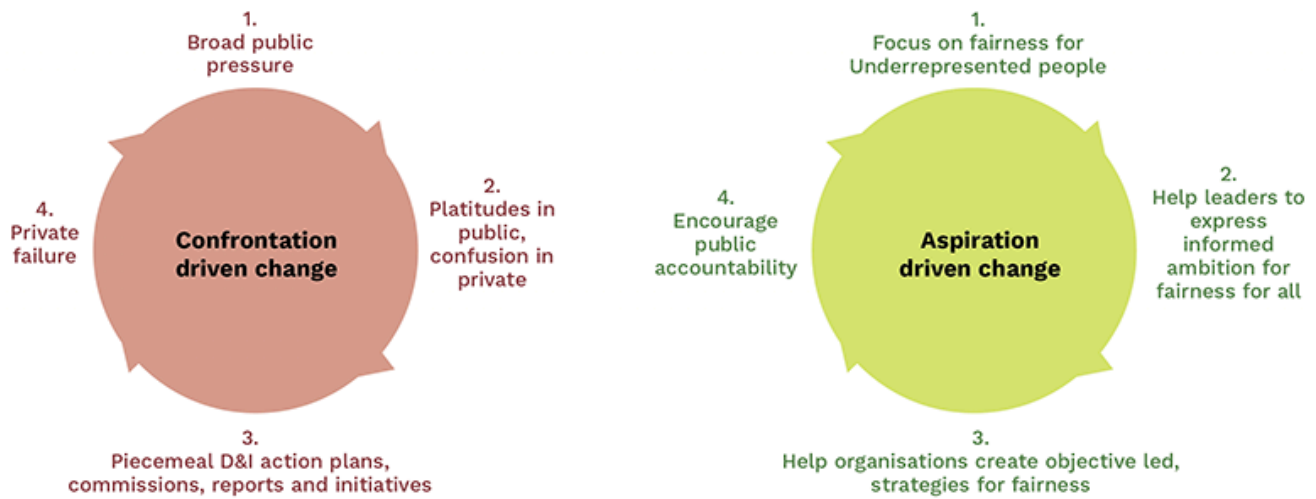 1.
Broad public
pressure
2.
Platitudes in
public,
confusion in
private
3.
Piecemeal D&I action plans,
commissions, reports and initiatives
4.
Private
failure
Confrontation
driven change
1.
Focus on fairness for
Underrepresented people
2.
Help leaders to
express
informed
ambition for
fairness for all
3.
Help organisations create objective led,
strategies for fairness
4.
Encourage
public
accountability
Aspiration
driven change